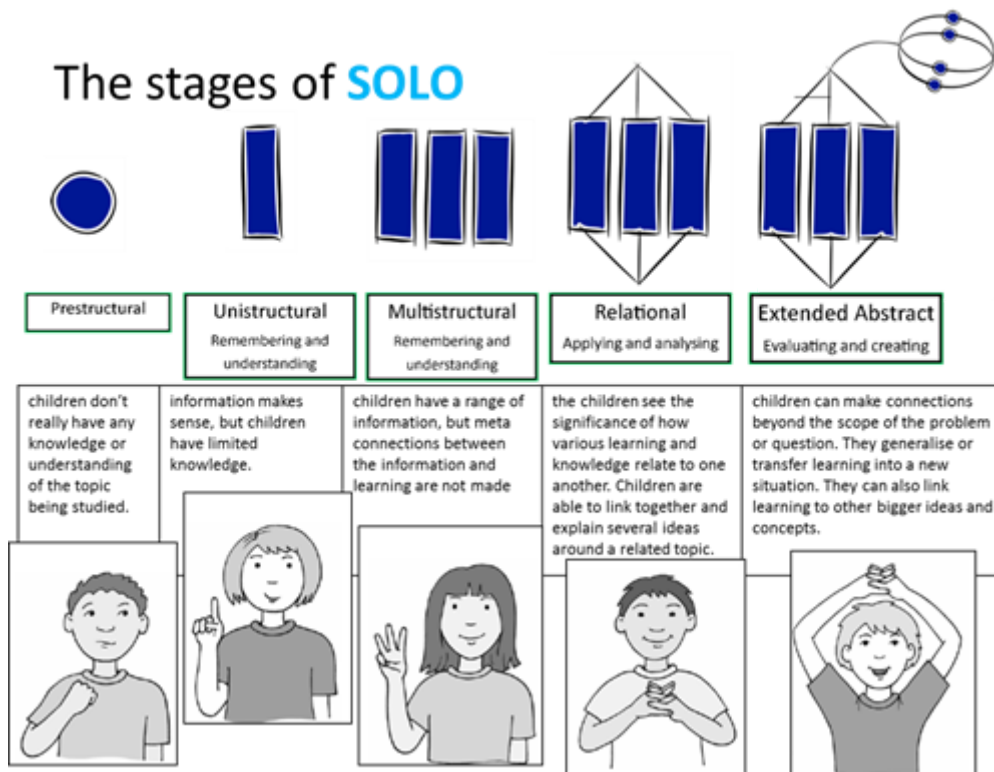 The stages of SOLO
Prestructural
Unistructural
Remembering and
understanding
Multistructural
Remembering and
understanding
Relational
Applying and analysing
Extended Abstract
Evaluating and creating
children don't
really have any
knowledge or
understanding
of the topic
being studied.
information makes
sense, but children
have limited
knowledge.
children have a range of
information, but meta
connections between
the information and
learning are not made
the children see the
significance of how
various learning and
knowledge relate to one
another. Children are
able to link together and
explain several ideas
around a related topic.
children can make connections
beyond the scope of the problem
or question. They generalise or
transfer learning into a new
situation. They can also link
learning to other bigger ideas and
concepts.